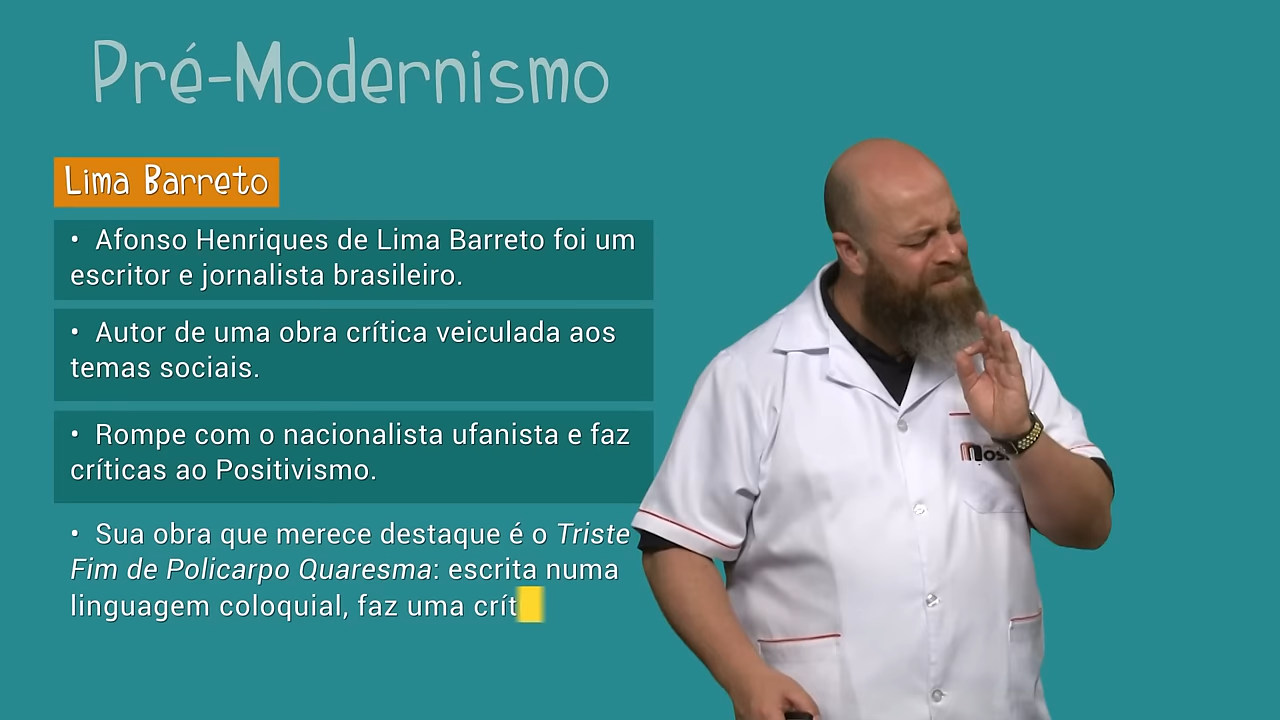 Pré-Modernismo
Lima Barreto
• Afonso Henriques de Lima Barreto foi um
escritor e jornalista brasileiro.
• Autor de uma obra crítica veiculada aos
temas sociais.
• Rompe com o nacionalista ufanista e faz
críticas ao Positivismo.
• Sua obra que merece destaque é o Triste
Fim de Policarpo Quaresma: escrita numa
linguagem coloquial, faz uma crít